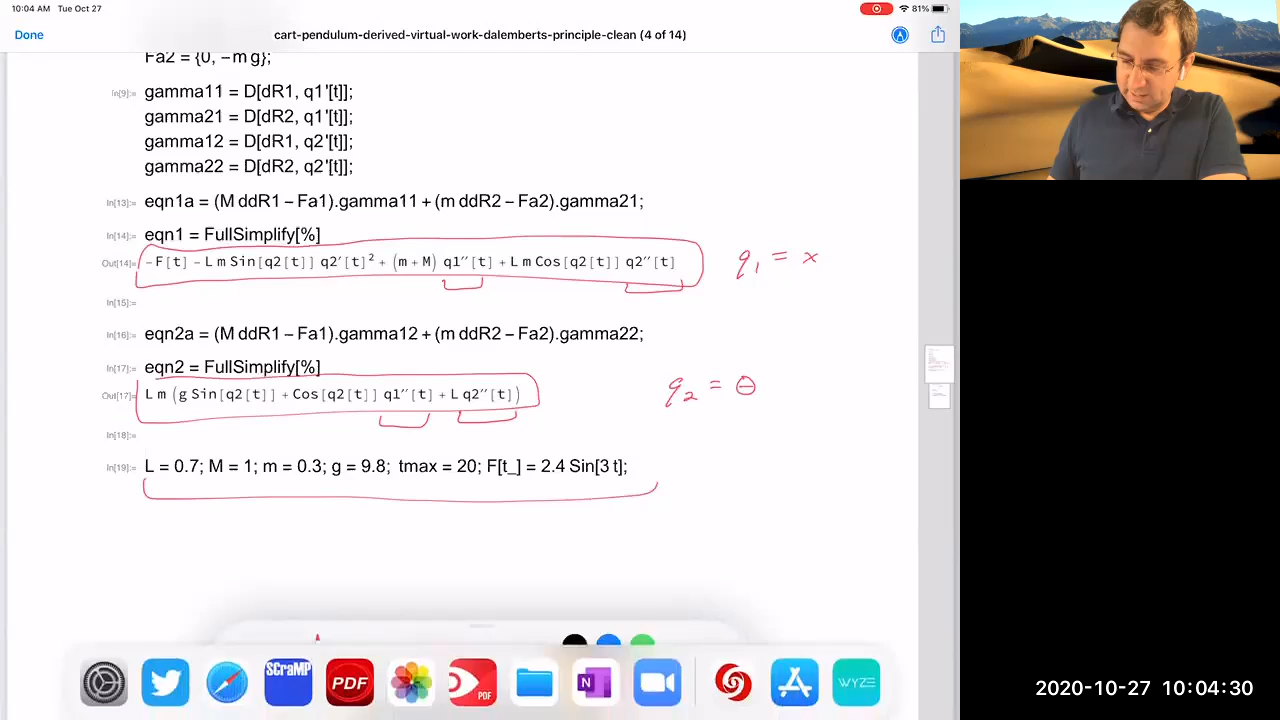 10:04 AM Tue Oct 27
81%
Done
cart-pendulum-derived-virtual-work-dalemberts-principle-clean (4 of 14)
Fa2 = {0, −m g};
In[9]:= gamma11 = D[dR1, q1'[t]];
gamma21 = D[dR2, q1'[t]];
gamma12 = D[dR1, q2'[t]];
gamma22 = D[dR2, q2'[t]];
In[13]:= eqn1a = (M ddR1 − Fa1).gamma11 + (m ddR2 − Fa2).gamma21;
In[14]:= eqn1 = FullSimplify[%]
Out[14]= -F[t] - L m Sin[q2[t]] q2′[t]² + (m + M) q1′′[t] + L m Cos[q2[t]] q2′′[t]
q₁ = x
In[15]:=
In[16]:= eqn2a = (M ddR1 − Fa1).gamma12 + (m ddR2 − Fa2).gamma22;
In[17]:= eqn2 = FullSimplify[%]
Out[17]= L m (g Sin[q2[t]] + Cos[q2[t]] q1′′[t] + L q2′′[t])
q₂ = θ
In[18]:=
In[19]:= L = 0.7; M = 1; m = 0.3; g = 9.8; tmax = 20; F[t_] = 2.4 Sin[3 t];
SCraMP
PDF
PDF
N
WYZE
2020-10-27 10:04:30